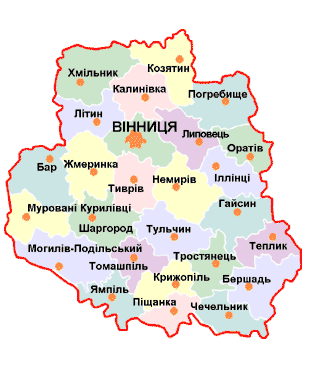 Козятин
Хмільник
Калинівка
Погребище
Літин
ВІННИЦЯ
Липовець
Оратів
Бар
Жмеринка
Тиврів
Немирів
Іллінці
Муровані Курилівці
Гайсин
Шаргород
Тульчин
Могилів-Подільський
Теплик
Томашпіль
Тростянець
Ямпіль
Крижопіль
Бершадь
Піщанка
Чечельник